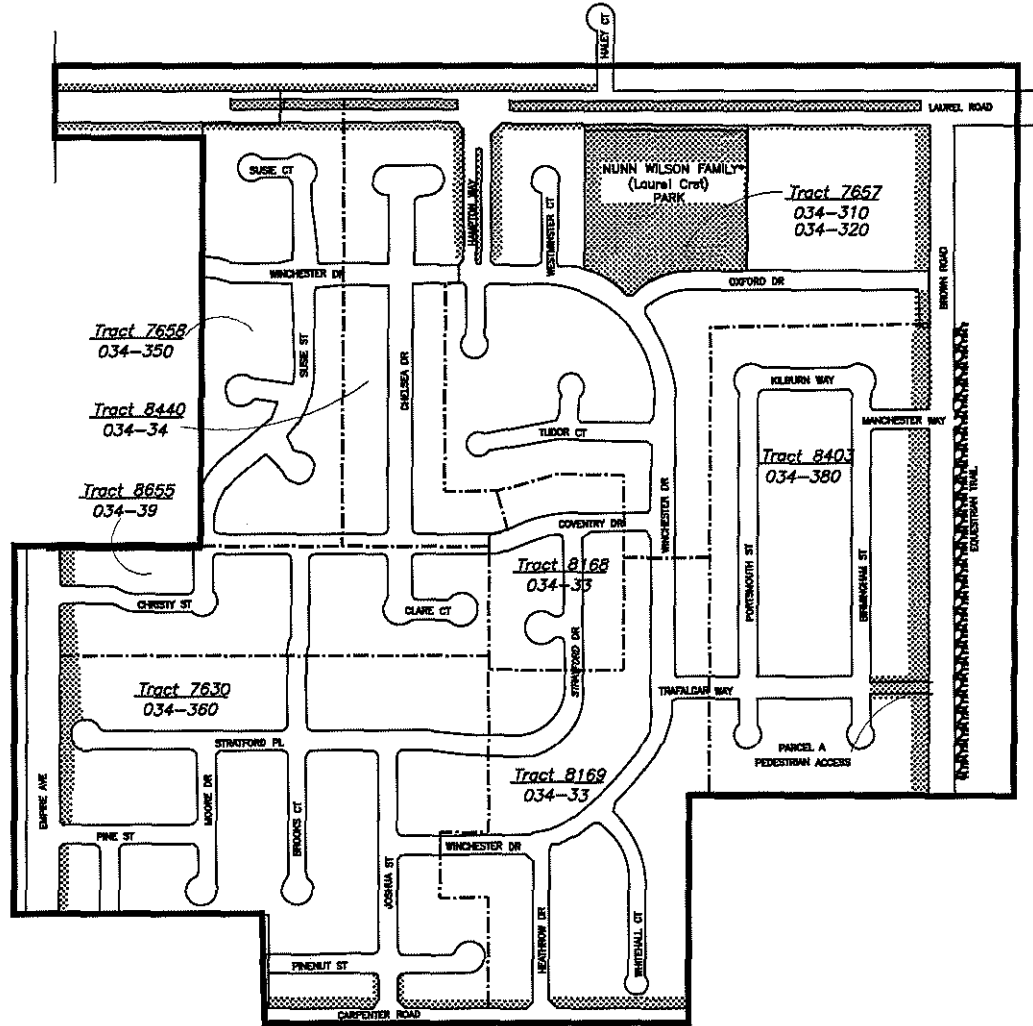 HALEY CT
LAUREL ROAD
SUSIE CT
HAMPTON WAY
WESTMINSTER CT
NUNN WILSON FAMILY
(Laurel Crst)
PARK
Tract 7657
034-310
034-320
WINCHESTER DR
OXFORD DR
BROWN ROAD
Tract 7658
034-350
SUSIE ST
CHELSEA DR
KILBURN WAY
Tract 8440
034-34
TUDOR CT
MANCHESTER WAY
Tract 8403
034-380
EQUESTRIAN TRAIL
Tract 8655
034-39
COVENTRY DR
WINCHESTER DR
Tract 8168
034-33
PORTSMOUTH ST
BIRMINGHAM ST
CHRISTY ST
CLARE CT
STRATFORD DR
Tract 7630
034-360
TRAFALGAR WAY
STRATFORD PL
PARCEL A
PEDESTRIAN ACCESS
Tract 8169
034-33
EMPIRE AVE
MOORE DR
BROOKS CT
PINE ST
JOSHUA ST
WINCHESTER DR
HEATHROW DR
WHITEHALL CT
PINENUT ST
CARPENTER ROAD